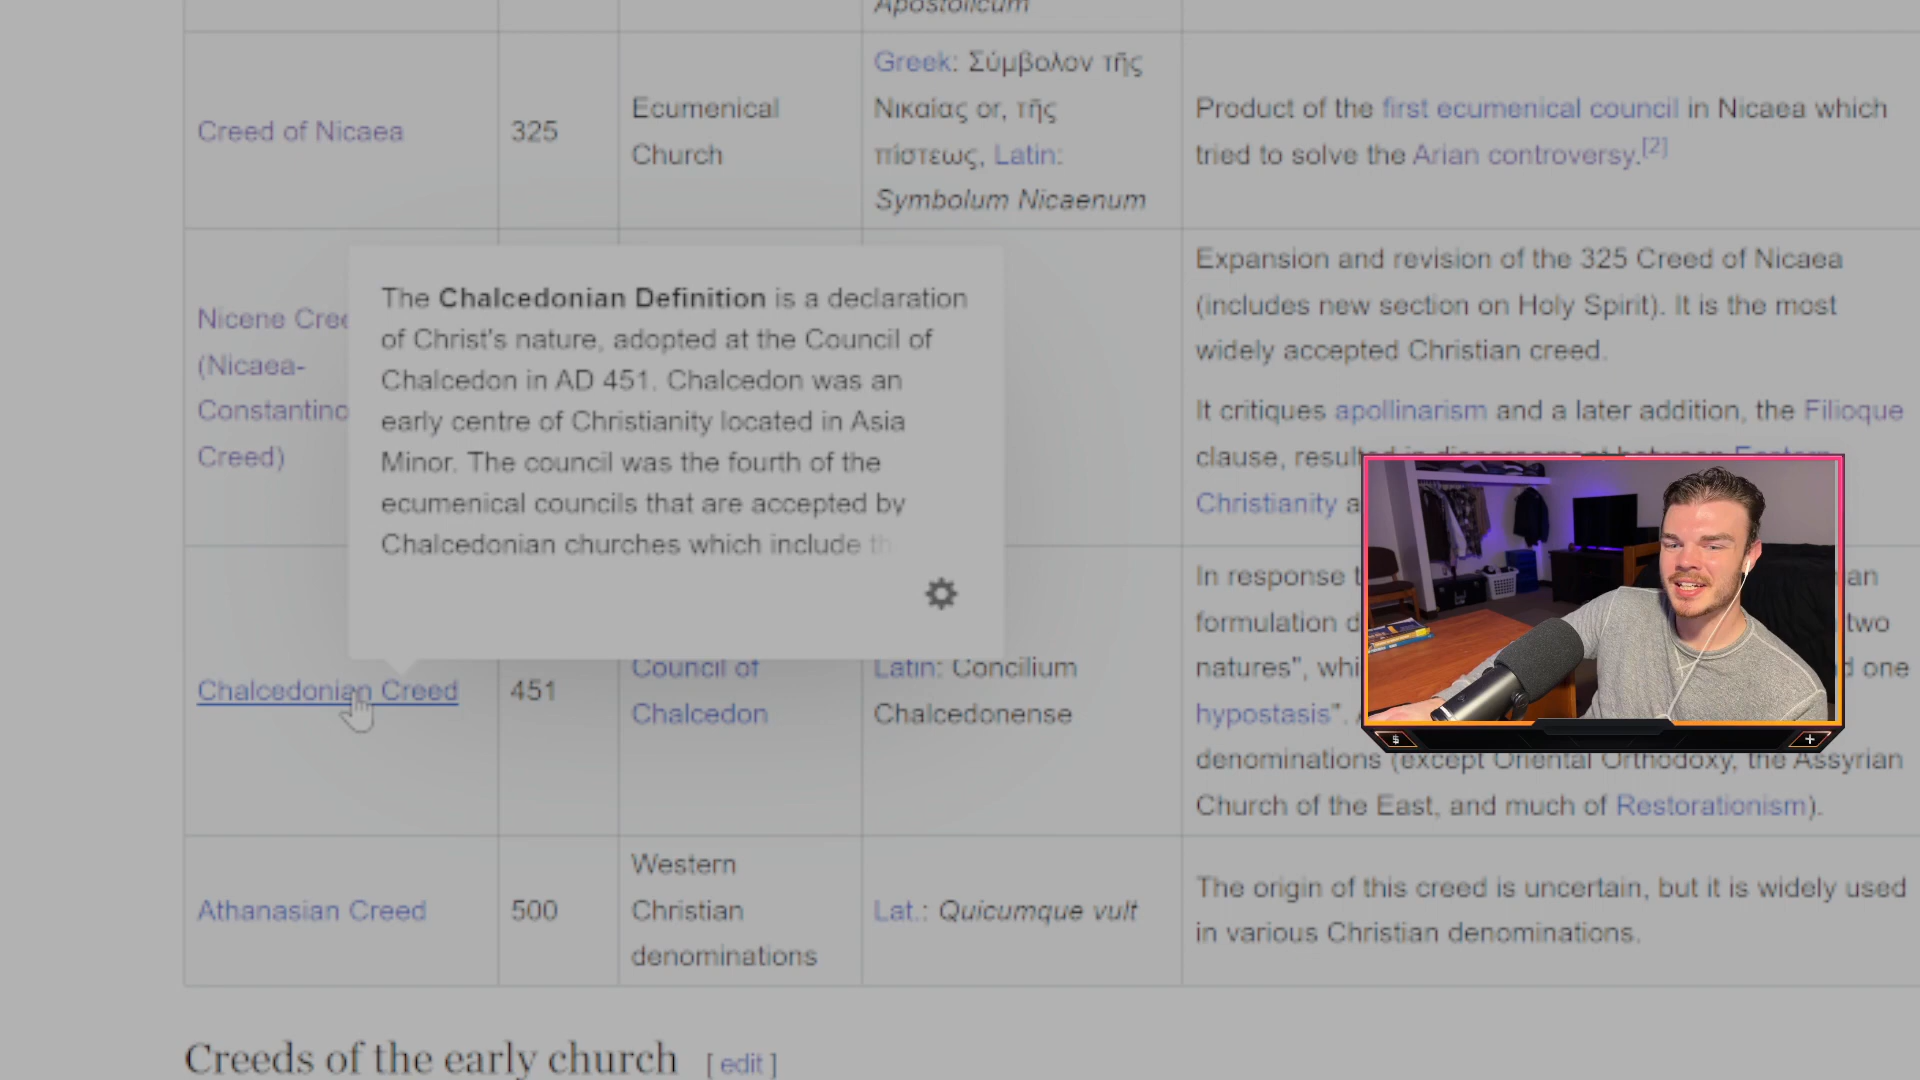 Apostolicum
Creed of Nicaea
325
Ecumenical
Church
Greek: Σύμβολον τῆς
Νικαίας or, τῆς
πίστεως, Latin:
Symbolum Nicaenum
Product of the first ecumenical council in Nicaea which
tried to solve the Arian controversy.[2]
Nicene Cree
(Nicaea-
Constantino
Creed)
Expansion and revision of the 325 Creed of Nicaea
(includes new section on Holy Spirit). It is the most
widely accepted Christian creed.
It critiques apollinarism and a later addition, the Filioque
clause, resulted in disagreement between Eastern
Christianity a
The Chalcedonian Definition is a declaration
of Christ's nature, adopted at the Council of
Chalcedon in AD 451. Chalcedon was an
early centre of Christianity located in Asia
Minor. The council was the fourth of the
ecumenical councils that are accepted by
Chalcedonian churches which include th
Chalcedonian Creed
451
Council of
Chalcedon
Latin: Concilium
Chalcedonense
In response t an
formulation d two
natures", whi d one
hypostasis".
denominations (except Oriental Orthodoxy, the Assyrian
Church of the East, and much of Restorationism).
$ +
Athanasian Creed
500
Western
Christian
denominations
Lat.: Quicumque vult
The origin of this creed is uncertain, but it is widely used
in various Christian denominations.
Creeds of the early church [ edit ]